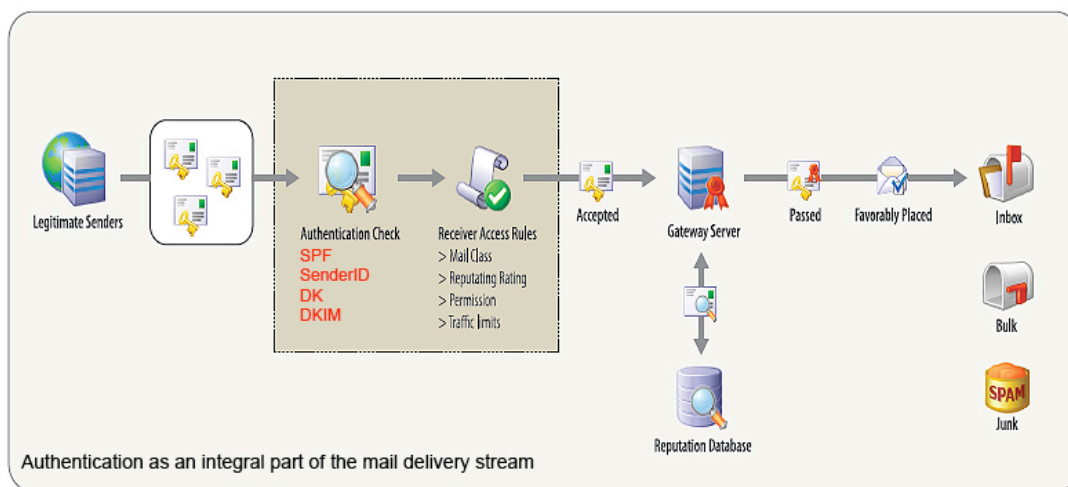 Legitimate Senders
Authentication Check
SPF
SenderID
DK
DKIM
Receiver Access Rules
> Mail Class
> Reputating Rating
> Permission
> Traffic limits
Accepted
Gateway Server
Reputation Database
Passed
Favorably Placed
Inbox
Bulk
SPAM
Junk
Authentication as an integral part of the mail delivery stream